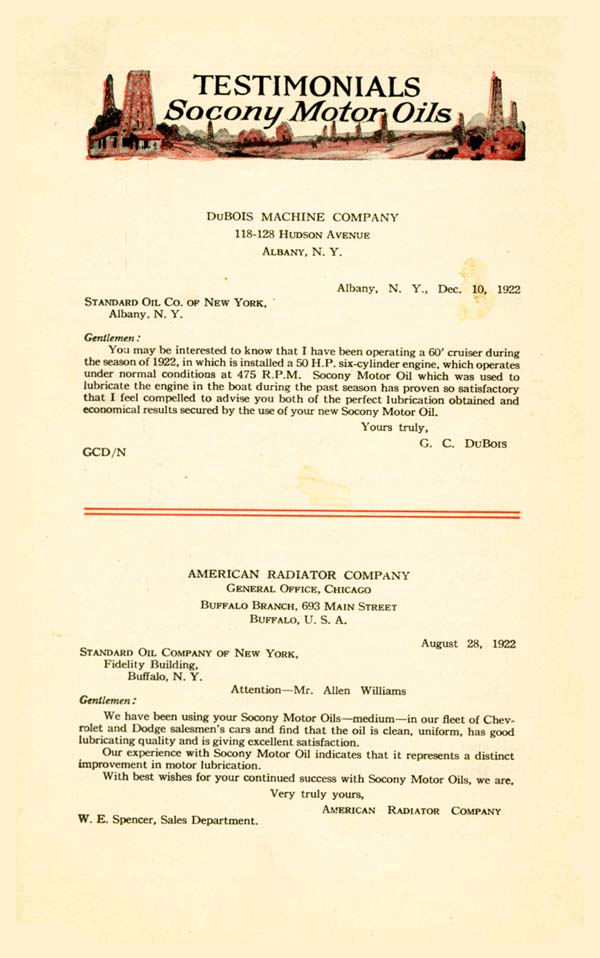 TESTIMONIALS
Socony Motor Oils
DUBOIS MACHINE COMPANY
118-128 HUDSON AVENUE
ALBANY, N. Y.
Albany, N. Y., Dec. 10, 1922
STANDARD OIL CO. OF NEW YORK,
Albany, N. Y.
Gentlemen:
You may be interested to know that I have been operating a 60' cruiser during
the season of 1922, in which is installed a 50 H.P. six-cylinder engine, which operates
under normal conditions at 475 R.P.M. Socony Motor Oil which was used to
lubricate the engine in the boat during the past season has proven so satisfactory
that I feel compelled to advise you both of the perfect lubrication obtained and
economical results secured by the use of your new Socony Motor Oil.
Yours truly,
G. C. DUBOIS
GCD/N
AMERICAN RADIATOR COMPANY
GENERAL OFFICE, CHICAGO
BUFFALO BRANCH, 693 MAIN STREET
BUFFALO, U. S. A.
August 28, 1922
STANDARD OIL COMPANY OF NEW YORK,
Fidelity Building,
Buffalo, N. Y.
Attention—Mr. Allen Williams
Gentlemen:
We have been using your Socony Motor Oils—medium—in our fleet of Chev-
rolet and Dodge salesmen's cars and find that the oil is clean, uniform, has good
lubricating quality and is giving excellent satisfaction.
Our experience with Socony Motor Oil indicates that it represents a distinct
improvement in motor lubrication.
With best wishes for your continued success with Socony Motor Oils, we are,
Very truly yours,
AMERICAN RADIATOR COMPANY
W. E. Spencer, Sales Department.